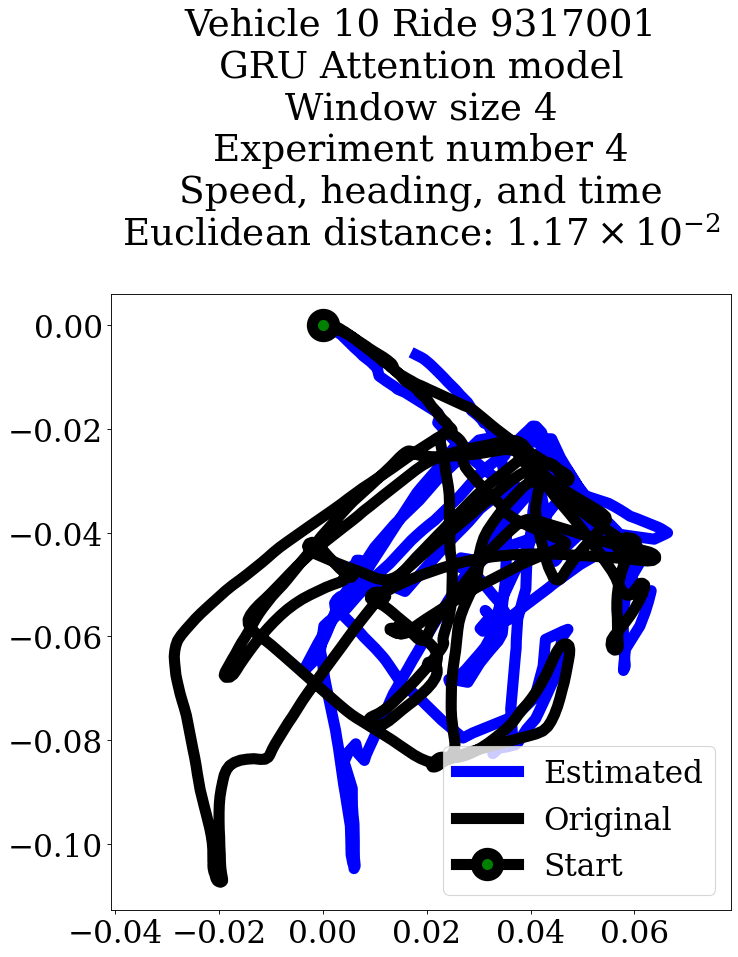 Vehicle 10 Ride 9317001
GRU Attention model
Window size 4
Experiment number 4
Speed, heading, and time
Euclidean distance: 1.17 × 10⁻²
0.00
−0.02
−0.04
−0.06
−0.08
−0.10
Estimated
Original
Start
−0.04 −0.02 0.00 0.02 0.04 0.06